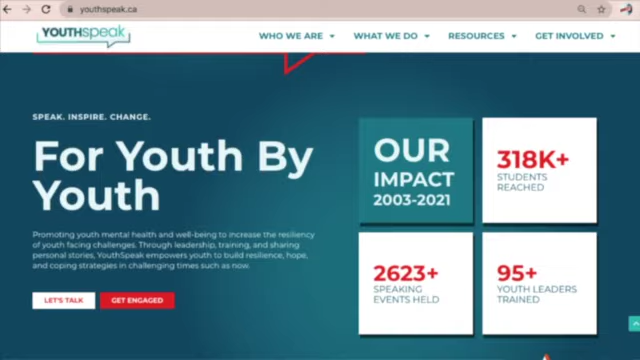 youthspeak.ca
YOUTHspeak
WHO WE ARE
WHAT WE DO
RESOURCES
GET INVOLVED
SPEAK. INSPIRE. CHANGE.
For Youth By
Youth
Promoting youth mental health and well-being to increase the resiliency
of youth facing challenges. Through leadership, training, and sharing
personal stories, YouthSpeak empowers youth to build resilience, hope,
and coping strategies in challenging times such as now.
LET'S TALK
GET ENGAGED
OUR
IMPACT
2003-2021
318K+
STUDENTS
REACHED
2623+
SPEAKING
EVENTS HELD
95+
YOUTH LEADERS
TRAINED